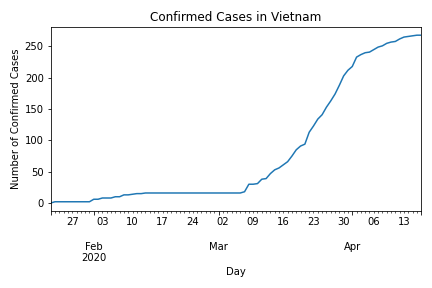 Confirmed Cases in Vietnam
Number of Confirmed Cases
250
200
150
100
50
0
27 03 10 17 24 02 09 16 23 30 06 13
Feb Mar Apr
2020
Day